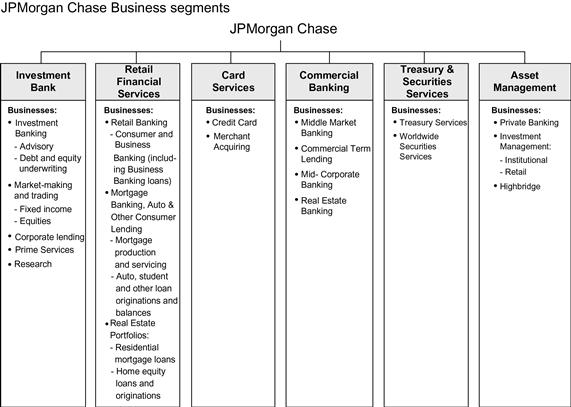 JPMorgan Chase Business segments
JPMorgan Chase
Investment
Bank
Businesses:
• Investment
Banking
- Advisory
- Debt and equity
underwriting
• Market-making
and trading
- Fixed income
- Equities
• Corporate lending
• Prime Services
• Research
Retail
Financial
Services
Businesses:
• Retail Banking
- Consumer and
Business
Banking (includ-
ing Business
Banking loans)
• Mortgage
Banking, Auto &
Other Consumer
Lending
- Mortgage
production
and servicing
- Auto, student
and other loan
originations and
balances
• Real Estate
Portfolios:
- Residential
mortgage loans
- Home equity
loans and
originations
Card
Services
Businesses:
• Credit Card
• Merchant
Acquiring
Commercial
Banking
Businesses:
• Middle Market
Banking
• Commercial Term
Lending
• Mid- Corporate
Banking
• Real Estate
Banking
Treasury &
Securities
Services
Businesses:
• Treasury Services
• Worldwide
Securities
Services
Asset
Management
Businesses:
• Private Banking
• Investment
Management:
- Institutional
- Retail
• Highbridge